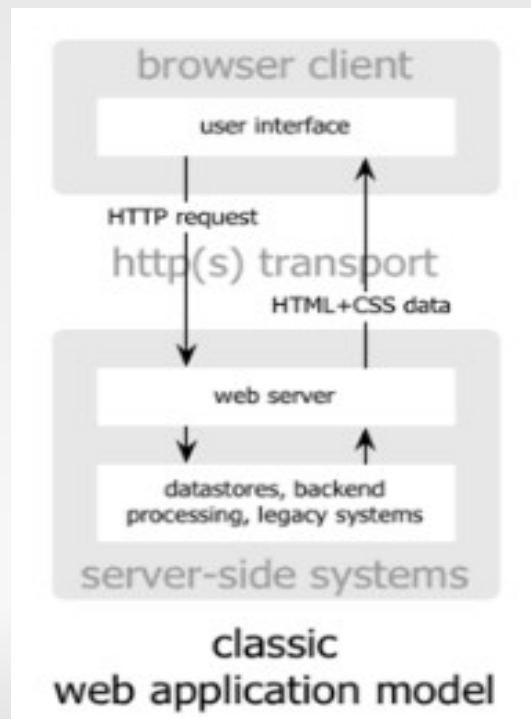 browser client
user interface
HTTP request
http(s) transport
HTML+CSS data
web server
datastores, backend
processing, legacy systems
server-side systems
classic
web application model